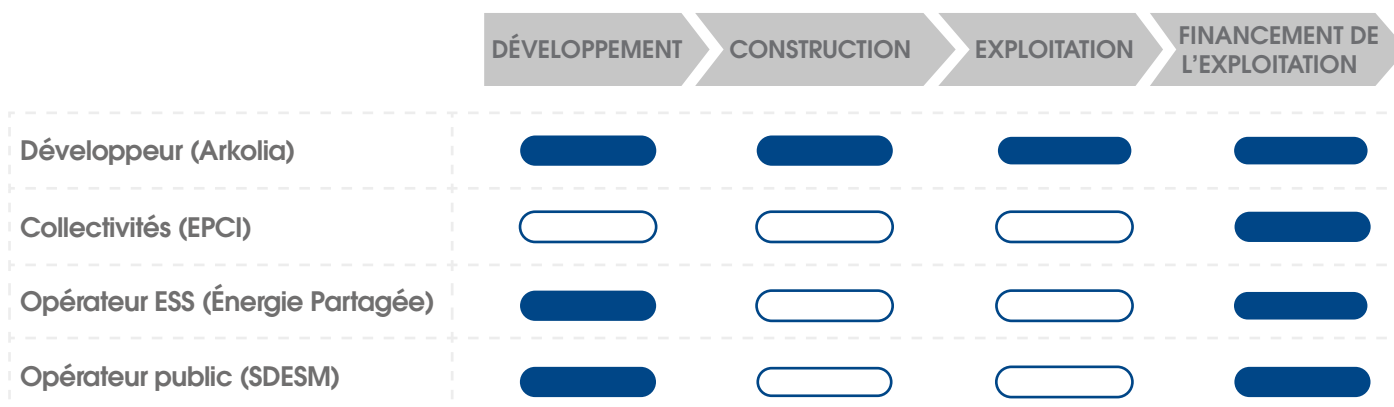 DÉVELOPPEMENT
CONSTRUCTION
EXPLOITATION
FINANCEMENT DE
L'EXPLOITATION
Développeur (Arkolia)
Collectivités (EPCI)
Opérateur ESS (Énergie Partagée)
Opérateur public (SDESM)